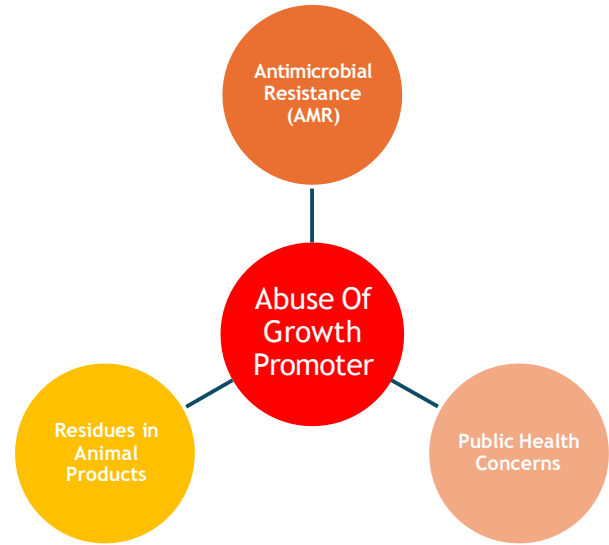 Antimicrobial
Resistance
(AMR)
Abuse Of
Growth
Promoter
Residues in
Animal
Products
Public Health
Concerns